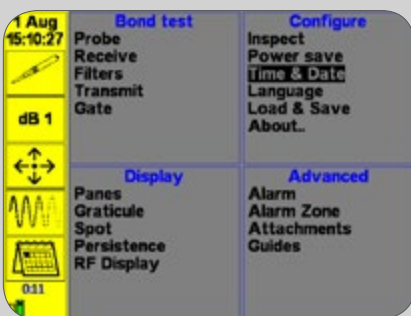 1 Aug
15:10:27
dB 1
0:11
Bond test
Probe
Receive
Filters
Transmit
Gate
Configure
Inspect
Power save
Time & Date
Language
Load & Save
About..
Display
Panes
Graticule
Spot
Persistence
RF Display
Advanced
Alarm
Alarm Zone
Attachments
Guides